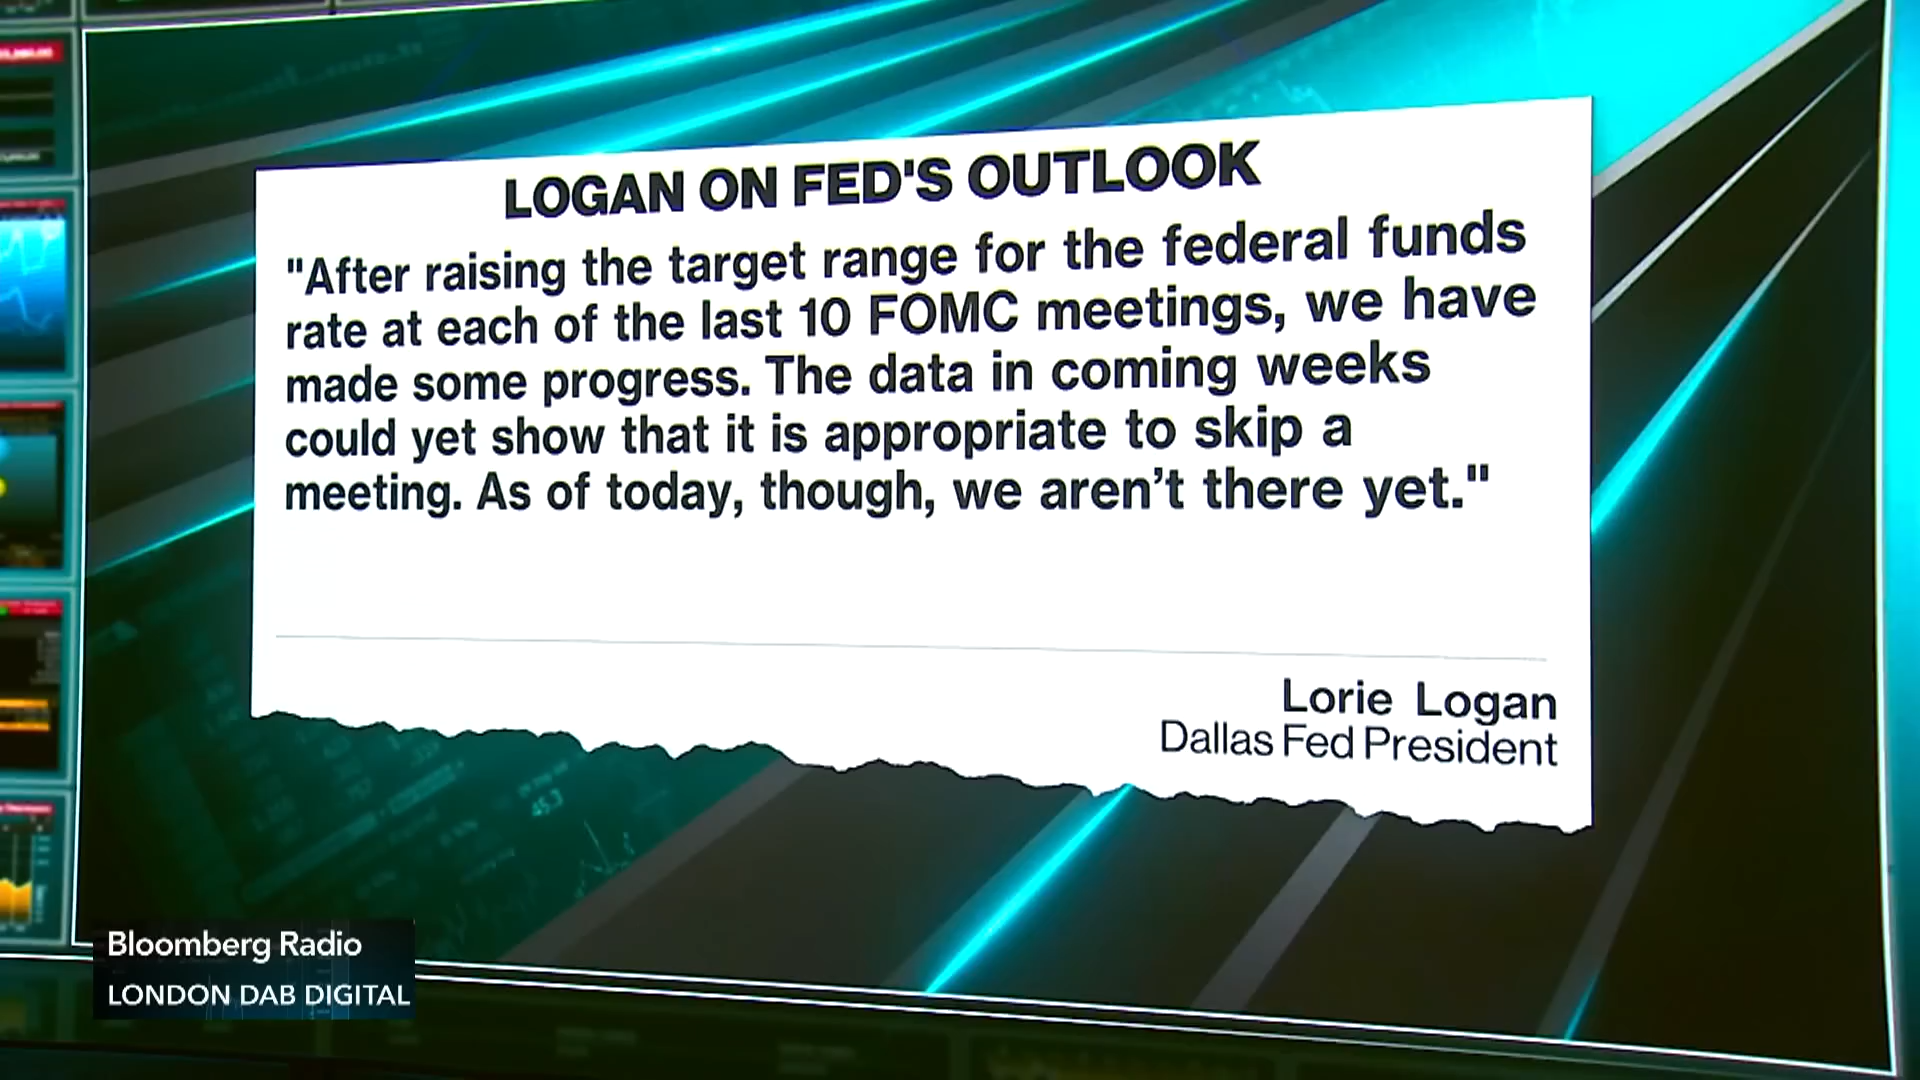 LOGAN ON FED'S OUTLOOK
"After raising the target range for the federal funds
rate at each of the last 10 FOMC meetings, we have
made some progress. The data in coming weeks
could yet show that it is appropriate to skip a
meeting. As of today, though, we aren’t there yet."
Lorie Logan
Dallas Fed President
45.3
Bloomberg Radio
LONDON DAB DIGITAL